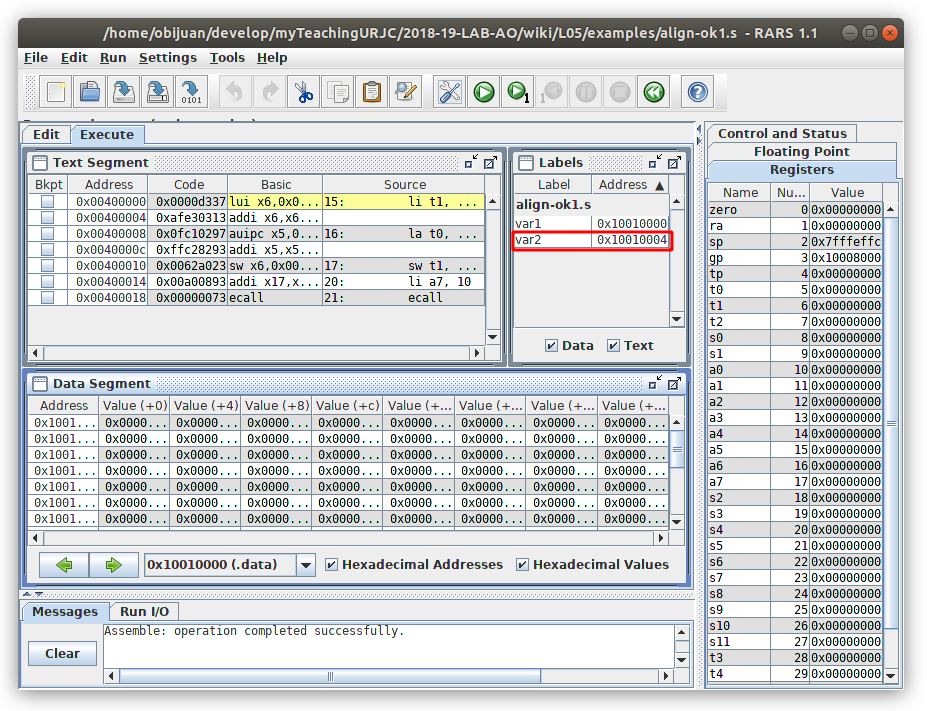 /home/obijuan/develop/myTeachingURJC/2018-19-LAB-AO/wiki/L05/examples/align-ok1.s - RARS 1.1
File Edit Run Settings Tools Help
Edit Execute
Text Segment
Bkpt Address Code Basic Source
0x00400000 0x0000d337 lui x6,0x0... 15: li t1, ...
0x00400004 0xafe30313 addi x6,x6... 
0x00400008 0x0fc10297 auipc x5,0... 16: la t0, ...
0x0040000c 0xffc28293 addi x5,x5...
0x00400010 0x0062a023 sw x6,0x00... 17: sw t1, ...
0x00400014 0x00a00893 addi x17,x... 20: li a7, 10
0x00400018 0x00000073 ecall 21: ecall
Labels
Label Address ▲
align-ok1.s
var1 0x10010000
var2 0x10010004
Data Text
Data Segment
Address Value (+0) Value (+4) Value (+8) Value (+c) Value (+... Value (+... Value (+... Value (+...
0x1001... 0x0000... 0x0000... 0x0000... 0x0000... 0x0000... 0x0000... 0x0000... 0x0000...
0x1001... 0x0000... 0x0000... 0x0000... 0x0000... 0x0000... 0x0000... 0x0000... 0x0000...
0x1001... 0x0000... 0x0000... 0x0000... 0x0000... 0x0000... 0x0000... 0x0000... 0x0000...
0x1001... 0x0000... 0x0000... 0x0000... 0x0000... 0x0000... 0x0000... 0x0000... 0x0000...
0x1001... 0x0000... 0x0000... 0x0000... 0x0000... 0x0000... 0x0000... 0x0000... 0x0000...
0x1001... 0x0000... 0x0000... 0x0000... 0x0000... 0x0000... 0x0000... 0x0000... 0x0000...
0x1001... 0x0000... 0x0000... 0x0000... 0x0000... 0x0000... 0x0000... 0x0000... 0x0000...
0x10010000 (.data) Hexadecimal Addresses Hexadecimal Values
Messages Run I/O
Assemble: operation completed successfully.
Clear
Control and Status
Floating Point
Registers
Name Nu... Value
zero 0 0x00000000
ra 1 0x00000000
sp 2 0x7fffeffc
gp 3 0x10008000
tp 4 0x00000000
t0 5 0x00000000
t1 6 0x00000000
t2 7 0x00000000
s0 8 0x00000000
s1 9 0x00000000
a0 10 0x00000000
a1 11 0x00000000
a2 12 0x00000000
a3 13 0x00000000
a4 14 0x00000000
a5 15 0x00000000
a6 16 0x00000000
a7 17 0x00000000
s2 18 0x00000000
s3 19 0x00000000
s4 20 0x00000000
s5 21 0x00000000
s6 22 0x00000000
s7 23 0x00000000
s8 24 0x00000000
s9 25 0x00000000
s10 26 0x00000000
s11 27 0x00000000
t3 28 0x00000000
t4 29 0x00000000